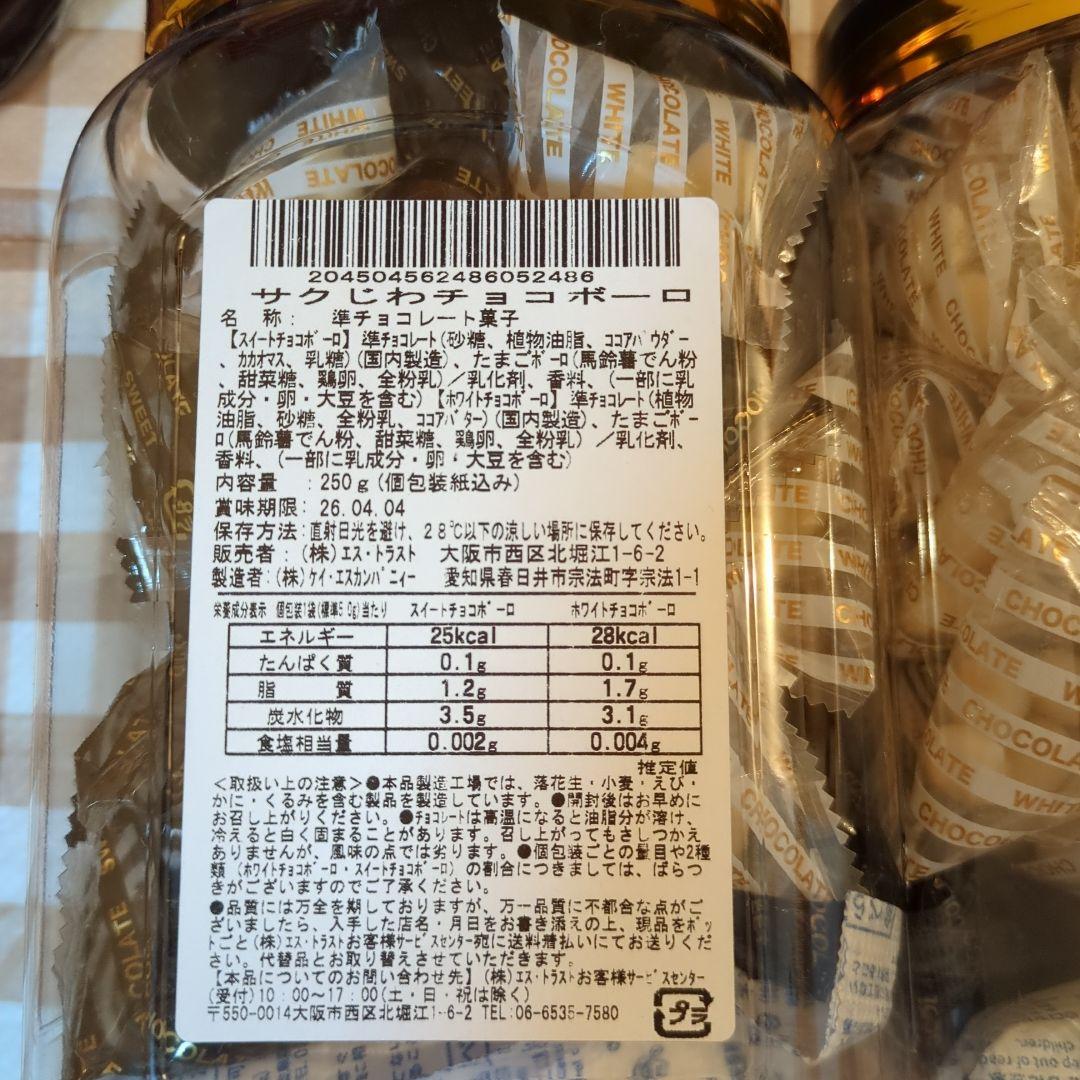 WHITE
CHOCOLATE
WHITE
CHOCOLATE
WHITE
CHOCOLATE
204504562486052486
サクじわチョコボーロ
名 称: 準チョコレート菓子
【スイートチョコボーロ】準チョコレート(砂糖、植物油脂、ココアパウダー
、カカオマス、乳糖)(国内製造)、たまごボーロ(馬鈴薯でん粉
、甜菜糖、鶏卵、全粉乳)/乳化剤、香料、(一部に乳
成分・卵・大豆を含む)【ホワイトチョコボーロ】準チョコレート(植物
油脂、砂糖、全粉乳、ココアバター)(国内製造)、たまごボー
ロ(馬鈴薯でん粉、甜菜糖、鶏卵、全粉乳)/乳化剤、
香料、(一部に乳成分・卵・大豆を含む)
内容量 :250g(個包装紙込み)
賞味期限: 26.04.04
保存方法:直射日光を避け、28℃以下の涼しい場所に保存してください。
販売者:(株)エス・トラスト 大阪市西区北堀江1-6-2
製造者:(株)ケイ・エスカンパニィー 愛知県春日井市宗法町字宗法1-1
栄養成分表示 個包装1袋(標準5.0g)当たり スイートチョコボーロ ホワイトチョコボーロ
エネルギー 25kcal 28kcal
たんぱく質 0.1g 0.1g
脂 質 1.2g 1.7g
炭水化物 3.5g 3.1g
食塩相当量 0.002g 0.004g
推定値
<取扱い上の注意>●本品製造工場では、落花生・小麦・えび・
かに・くるみを含む製品を製造しています。●開封後はお早めに
お召し上がりください。●チョコレートは高温になると油脂分が溶け、
冷えると白く固まることがあります。召し上がってもさしつかえ
ありませんが、風味の点では劣ります。●個包装ごとの量目や2種
類(ホワイトチョコボーロ・スイートチョコボーロ)の割合につきましては、ばらつ
きがございますのでご了承ください。
●品質には万全を期しておりますが、万一品質に不都合な点がご
ざいましたら、入手した店名・月日をお書き添えの上、現品をポッ
トごと(株)エス・トラストお客様サービスセンター宛に送料着払いにてお送りくだ
さい。代替品とお取り替えさせていただきます。
【本品についてのお問い合わせ先】(株)エス・トラストお客様サービスセンター
(受付)10:00~17:00(土・日・祝は除く)
〒550-0014大阪市西区北堀江1-6-2 TEL:06-6535-7580
プラ
SWEET
CHOCOLATE
WHITE
CHOCOLATE
WHITE
CHOCOLATE